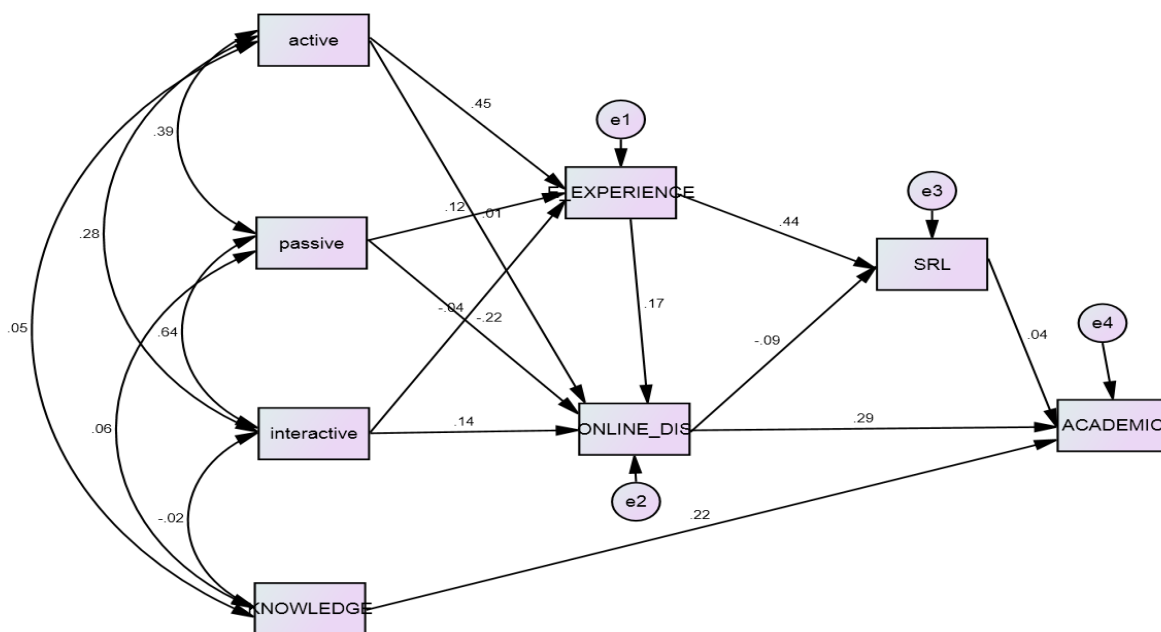 active
.45
e1
.39
E_EXPERIENCE
e3
.12
.01
.44
.28
passive
SRL
.17
-.04
-.22
e4
.05
.64
-.09
.04
interactive
.14
ONLINE_DIS
.29
ACADEMIC
.06
e2
-.02
.22
KNOWLEDGE